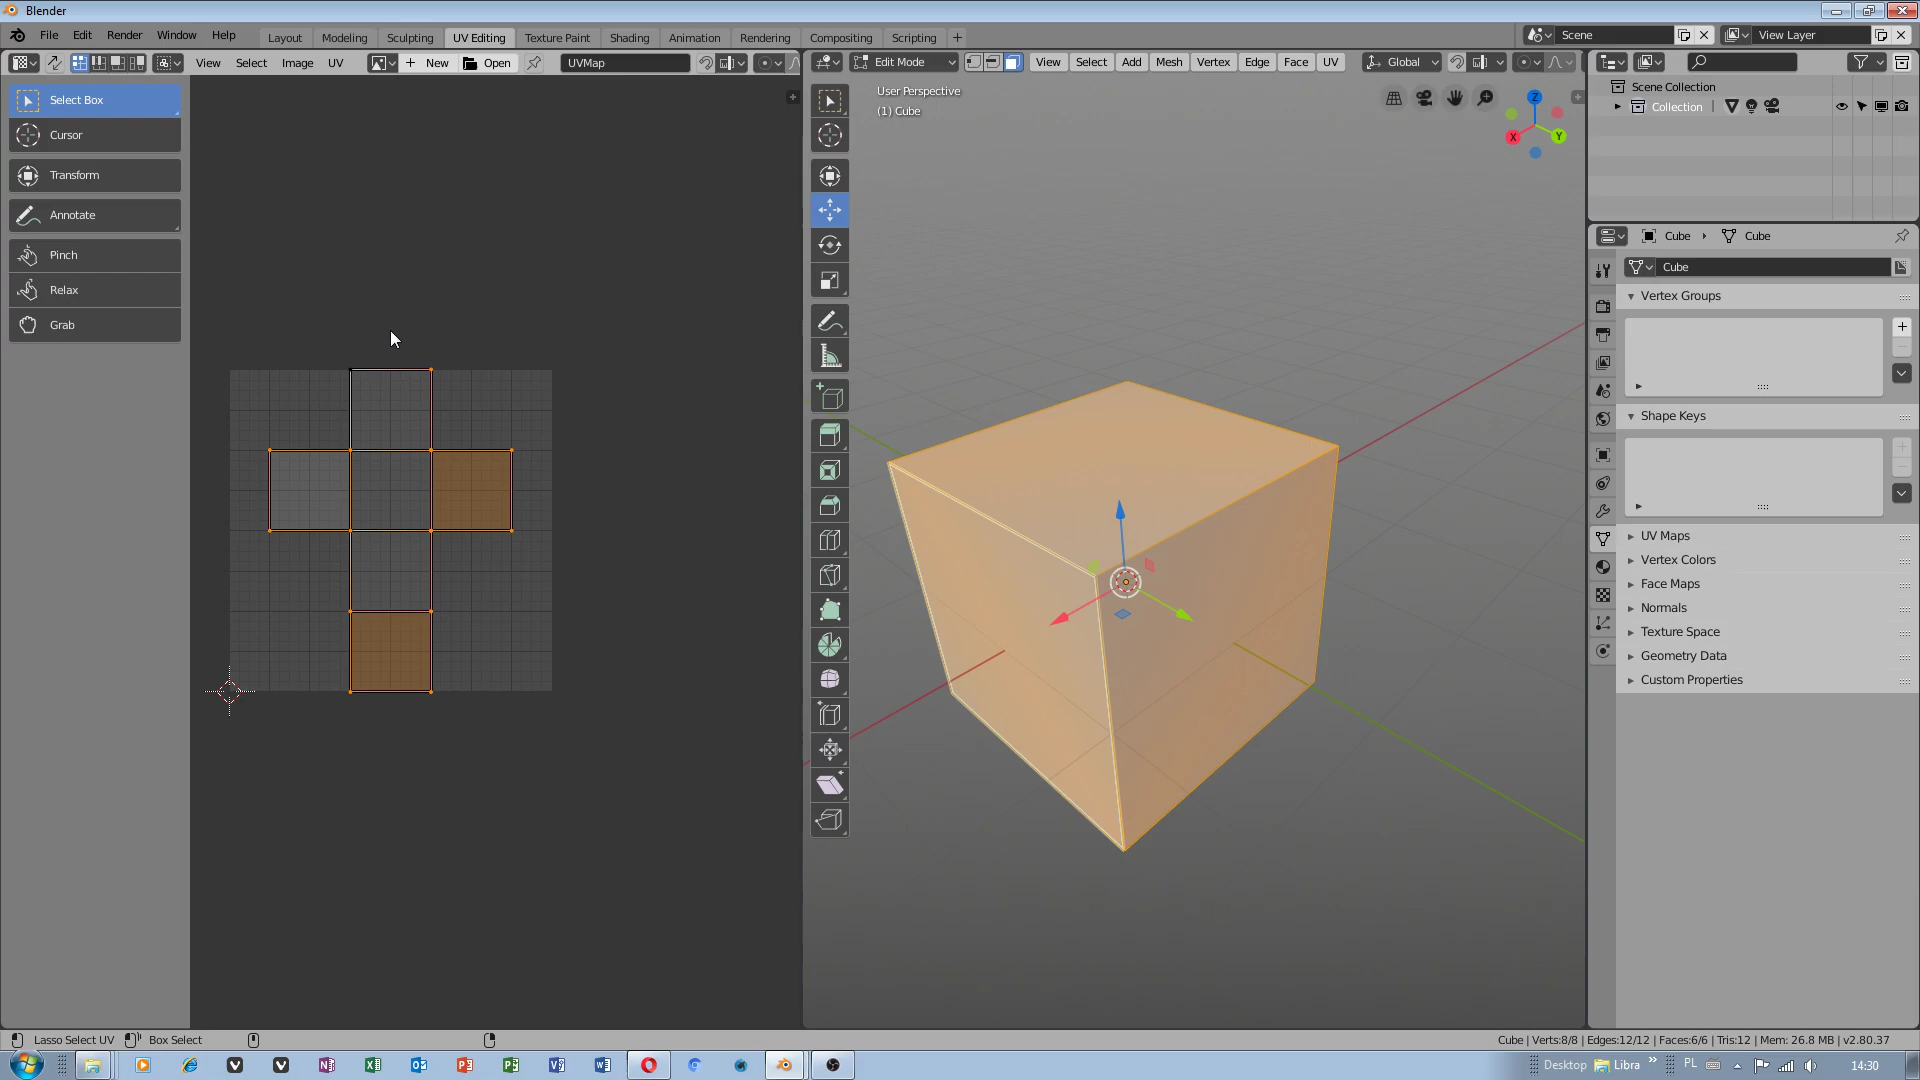 Blender
File Edit Render Window Help Layout Modeling Sculpting UV Editing Texture Paint Shading Animation Rendering Compositing Scripting + Scene View Layer
View Select Image UV + New Open UVMap Edit Mode View Select Add Mesh Vertex Edge Face UV Global
Select Box
Cursor
Transform
Annotate
Pinch
Relax
Grab
User Perspective
(1) Cube
Z
X
Y
Scene Collection
Collection
Cube Cube
Cube
Vertex Groups
Shape Keys
UV Maps
Vertex Colors
Face Maps
Normals
Texture Space
Geometry Data
Custom Properties
Lasso Select UV Box Select Cube | Verts:8/8 | Edges:12/12 | Faces:6/6 | Tris:12 | Mem: 26.8 MB | v2.80.37
Desktop Libra » PL 14:30